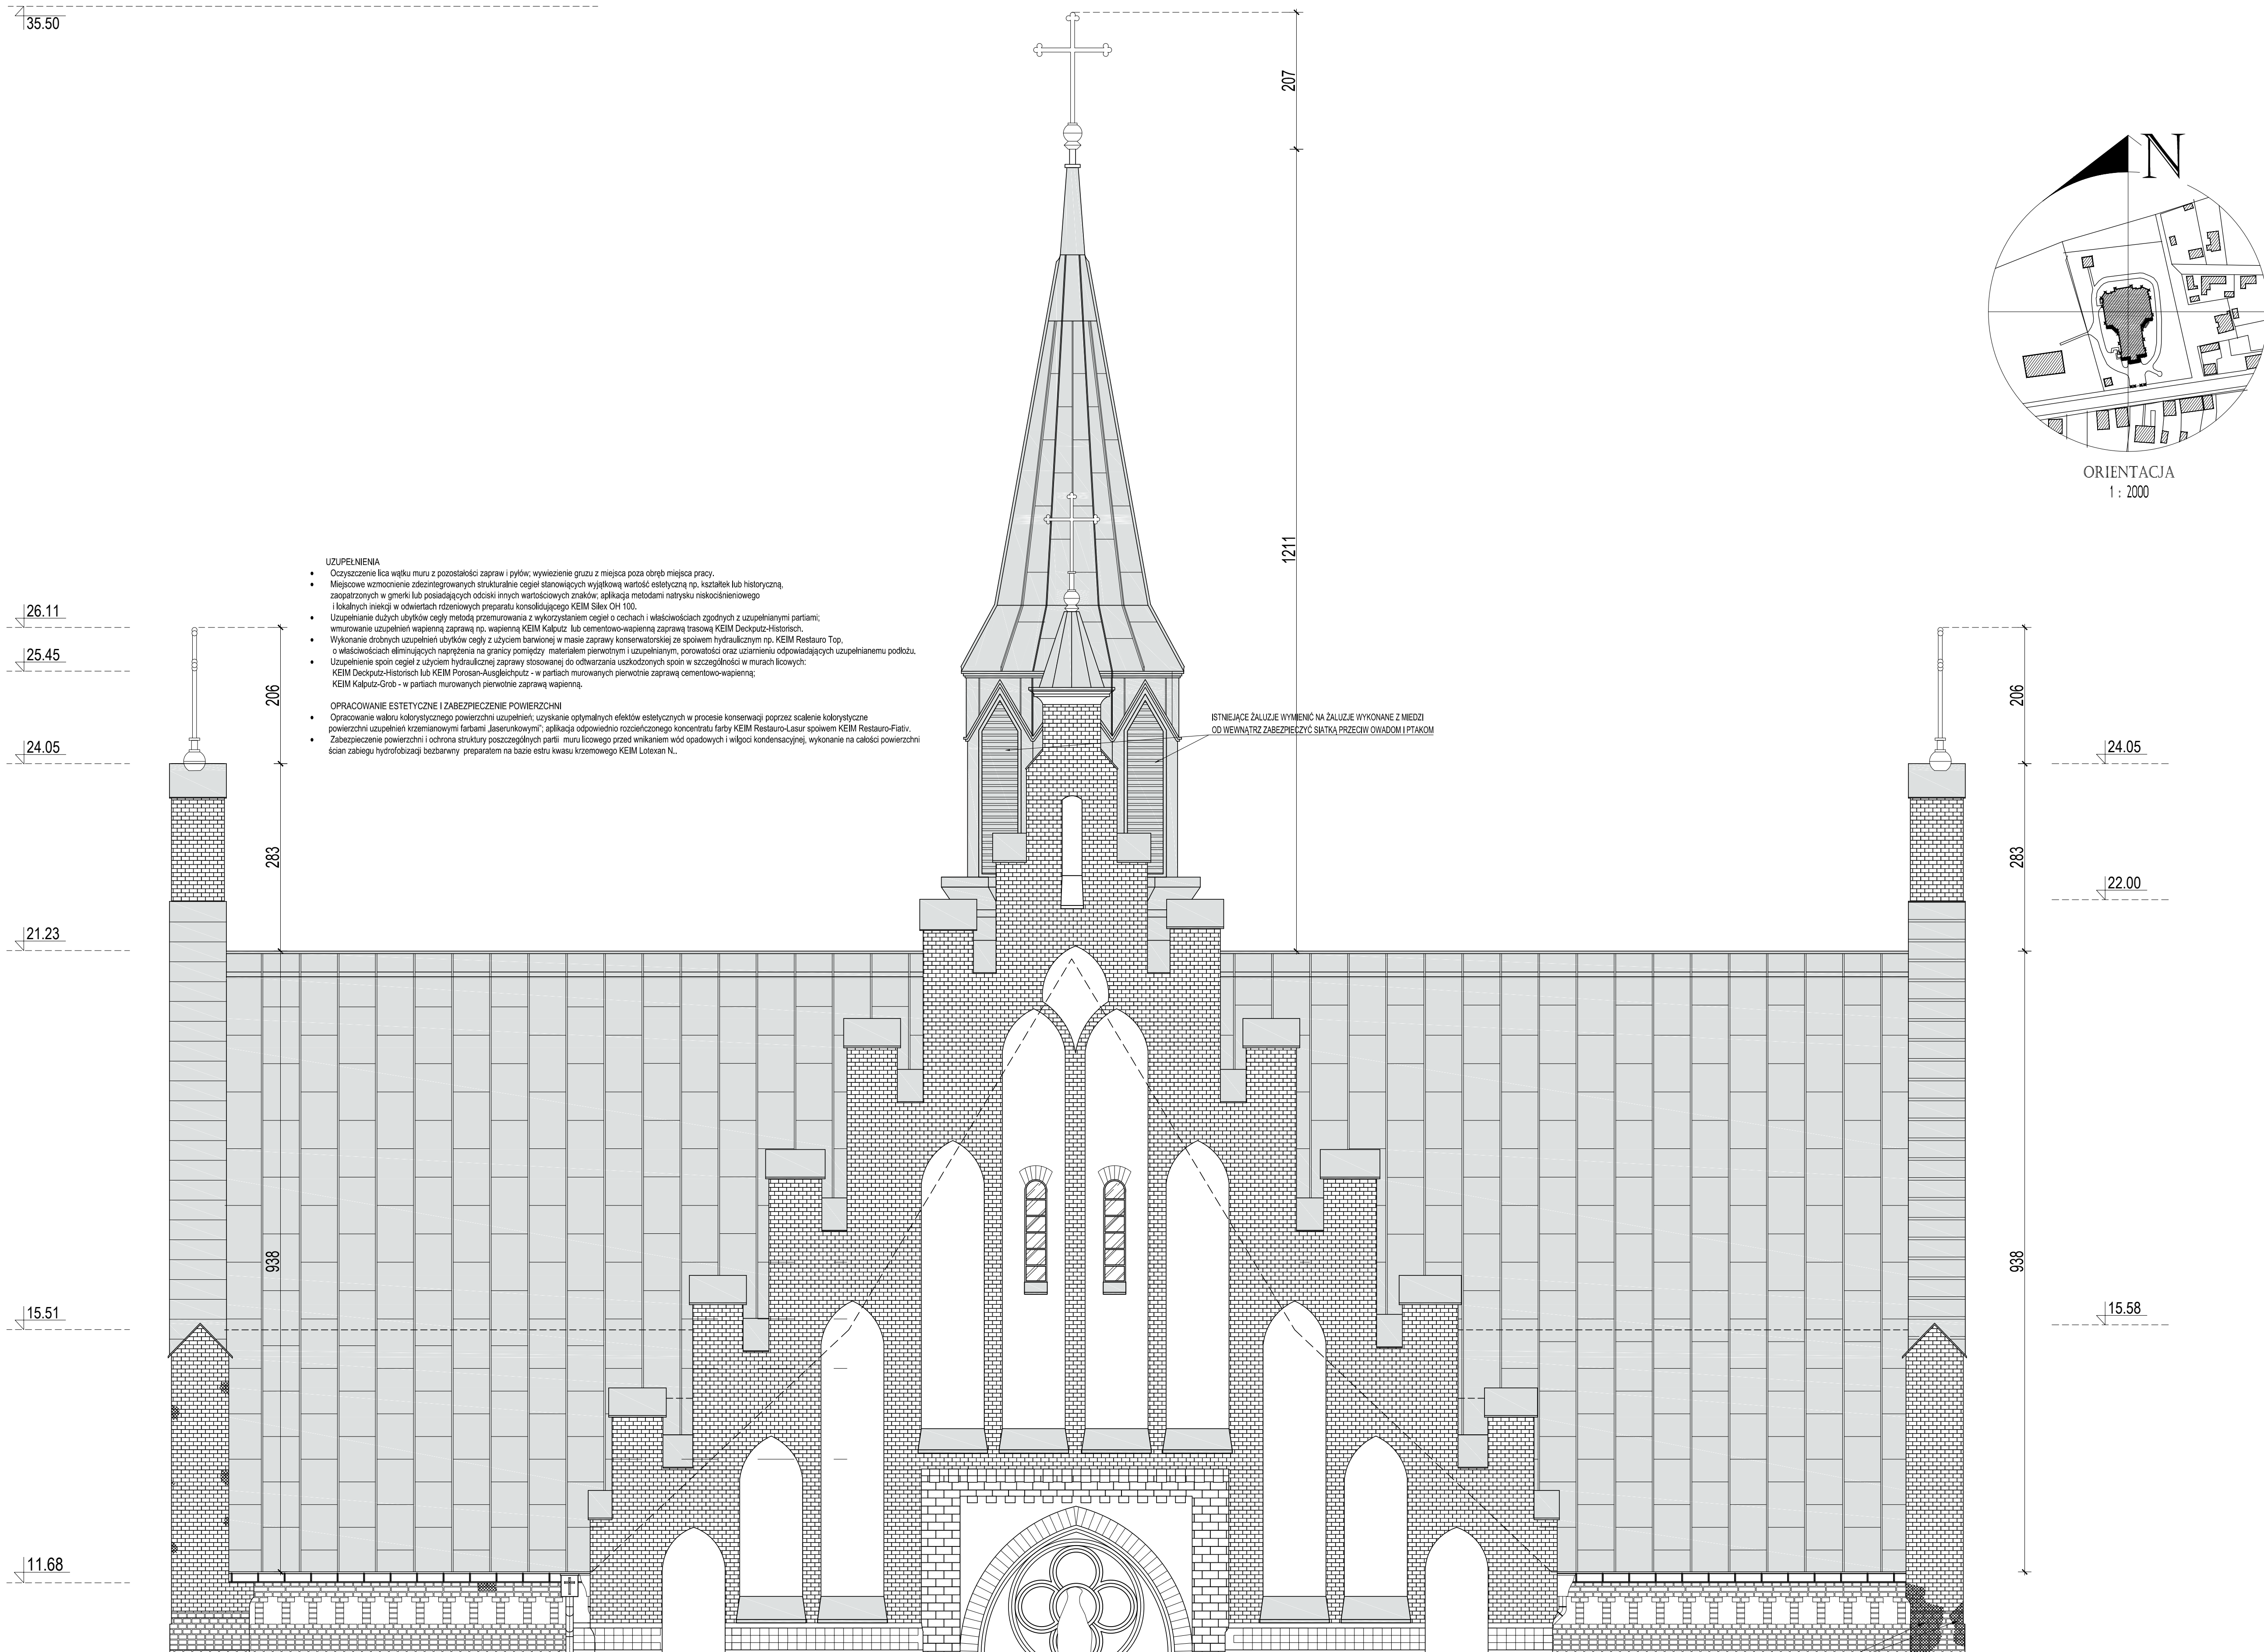 35.50
207
N
ORIENTACJA
1 : 2000
1211
UZUPEŁNIENIA
• Oczyszczenie lica wątku muru z pozostałości zapraw i pyłów; wywiezienie gruzu z miejsca poza obręb miejsca pracy.
• Miejscowe wzmocnienie zdezintegrowanych strukturalnie cegieł stanowiących wyjątkową wartość estetyczną np. kształtek lub historyczną,
zaopatrzonych w gmerki lub posiadających odciski innych wartościowych znaków; aplikacja metodami natrysku niskociśnieniowego
i lokalnych iniekcji w odwiertach rdzeniowych preparatu konsolidującego KEIM Silex OH 100.
• Uzupełnianie dużych ubytków cegły metodą przemurowania z wykorzystaniem cegieł o cechach i właściwościach zgodnych z uzupełnianymi partiami;
wmurowanie uzupełnień wapienną zaprawą np. wapienną KEIM Kalputz lub cementowo-wapienną zaprawą trasową KEIM Deckputz-Historisch.
• Wykonanie drobnych uzupełnień ubytków cegły z użyciem barwionej w masie zaprawy konserwatorskiej ze spoiwem hydraulicznym np. KEIM Restauro Top,
o właściwościach eliminujących naprężenia na granicy pomiędzy materiałem pierwotnym i uzupełnianym, porowatości oraz uziarnieniu odpowiadających uzupełnianemu podłożu.
• Uzupełnienie spoin cegieł z użyciem hydraulicznej zaprawy stosowanej do odtwarzania uszkodzonych spoin w szczególności w murach licowych:
KEIM Deckputz-Historisch lub KEIM Porosan-Ausgleichputz - w partiach murowanych pierwotnie zaprawą cementowo-wapienną;
KEIM Kalputz-Grob - w partiach murowanych pierwotnie zaprawą wapienną.
OPRACOWANIE ESTETYCZNE I ZABEZPIECZENIE POWIERZCHNI
• Opracowanie waloru kolorystycznego powierzchni uzupełnień; uzyskanie optymalnych efektów estetycznych w procesie konserwacji poprzez scalenie kolorystyczne
powierzchni uzupełnień krzemianowymi farbami „laserunkowymi”; aplikacja odpowiednio rozcieńczonego koncentratu farby KEIM Restauro-Lasur spoiwem KEIM Restauro-Fiativ.
• Zabezpieczenie powierzchni i ochrona struktury poszczególnych partii muru licowego przed wnikaniem wód opadowych i wilgoci kondensacyjnej, wykonanie na całości powierzchni
ścian zabiegu hydrofobizacji bezbarwny preparatem na bazie estru kwasu krzemowego KEIM Lotexan N..
ISTNIEJĄCE ŻALUZJE WYMIENIĆ NA ŻALUZJE WYKONANE Z MIEDZI
OD WEWNĄTRZ ZABEZPIECZYĆ SIATKĄ PRZECIW OWADOM I PTAKOM
26.11
25.45
206
206
24.05
24.05
283
283
22.00
21.23
938
938
15.51
15.58
11.68